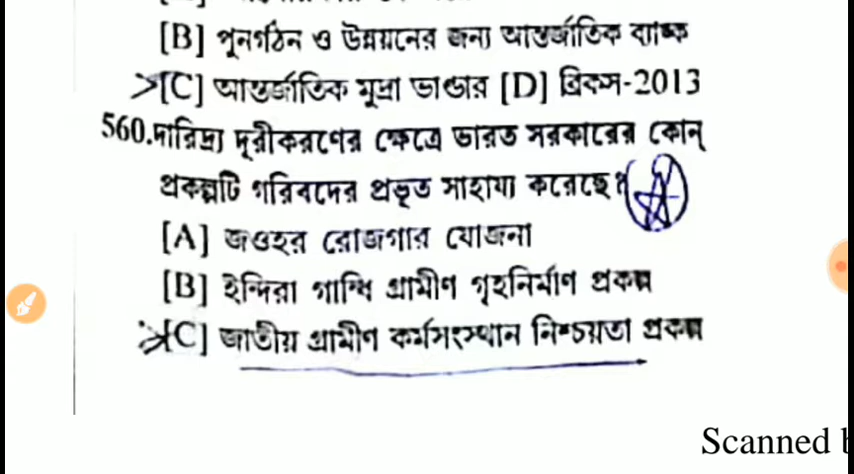 [B] পুনর্গঠন ও উন্নয়নের জন্য আন্তর্জাতিক ব্যাঙ্ক
[C] আন্তর্জাতিক মুদ্রা ভাণ্ডার [D] ব্রিকস-2013
560.দারিদ্র্য দূরীকরণের ক্ষেত্রে ভারত সরকারের কোন্
প্রকল্পটি গরিবদের প্রভূত সাহায্য করেছে?
[A] জওহর রোজগার যোজনা
[B] ইন্দিরা গান্ধি গ্রামীণ গৃহনির্মাণ প্রকল্প
[C] জাতীয় গ্রামীণ কর্মসংস্থান নিশ্চয়তা প্রকল্প
Scanned